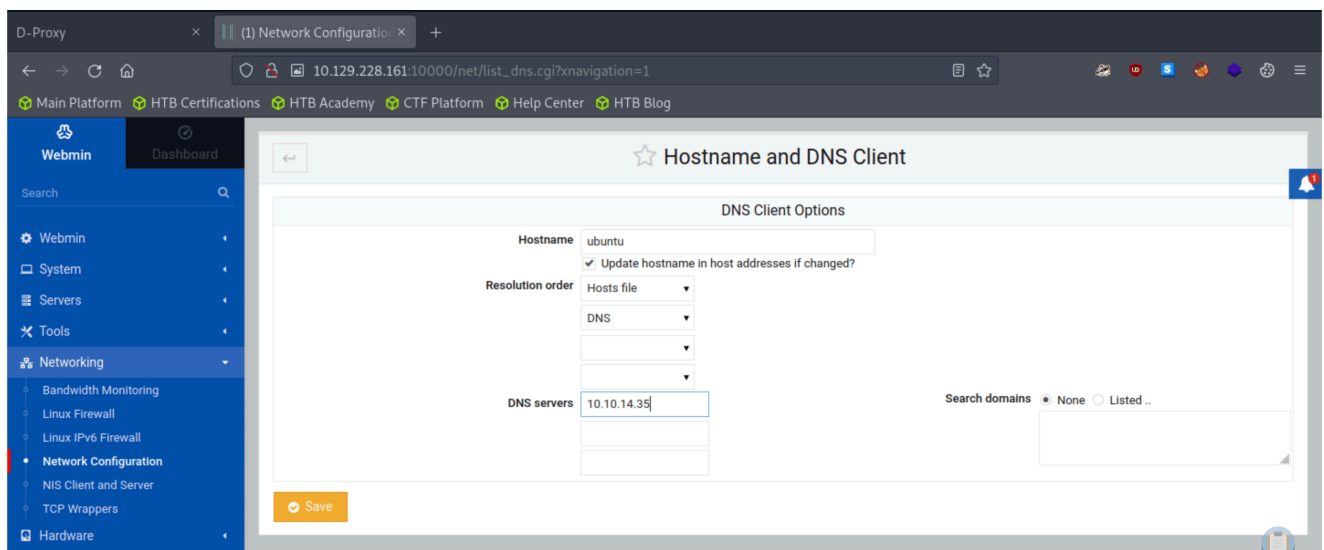 D-Proxy × (1) Network Configuration × +
10.129.228.161:10000/net/list_dns.cgi?xnavigation=1
Main Platform HTB Certifications HTB Academy CTF Platform Help Center HTB Blog
Webmin Dashboard
Search
Webmin
System
Servers
Tools
Networking
Bandwidth Monitoring
Linux Firewall
Linux IPv6 Firewall
Network Configuration
NIS Client and Server
TCP Wrappers
Hardware
Hostname and DNS Client
1
DNS Client Options
Hostname ubuntu
Update hostname in host addresses if changed?
Resolution order Hosts file
DNS
DNS servers 10.10.14.35
Search domains None Listed ..
Save